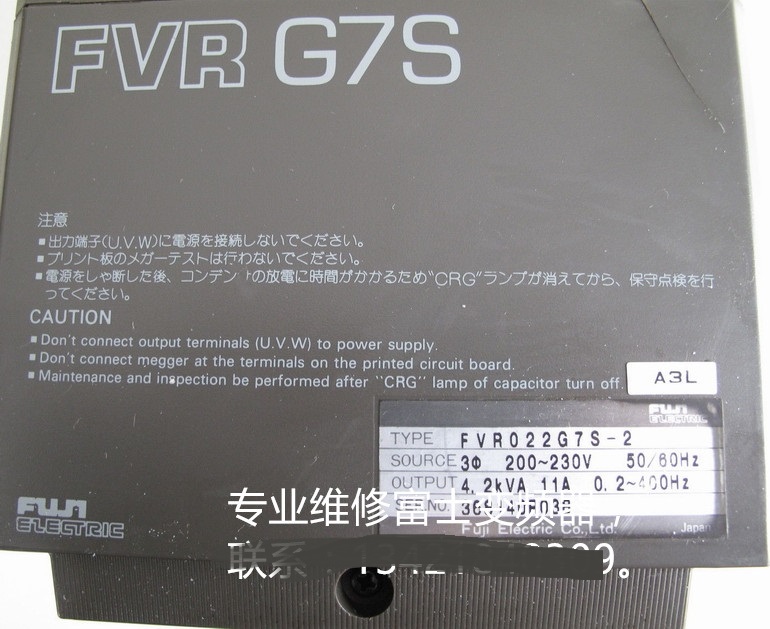 FVR G7S
注意
■出力端子(U.V.W)に電源を接続しないでください。
■プリント板のメガーテストは行わないでください。
■電源をしゃ断した後、コンデン の放電に時間がかかるため"CRG"ランプが消えてから、保守点検を行
ってください。
CAUTION
■Don't connect output terminals (U.V.W) to power supply.
■Don't connect megger at the terminals on the printed circuit board.
■Maintenance and inspection be performed after "CRG" lamp of capacitor turn off.
A3L
FUJI
ELECTRIC
TYPE FVR022G7S-2
SOURCE 3Φ 200~230V 50/60Hz
OUTPUT 4.2kVA 11A 0.2~400Hz
SER.NO.
Fuji Electric Co.,Ltd. Japan
FUJI
ELECTRIC
专业维修富士变频器，
联系：